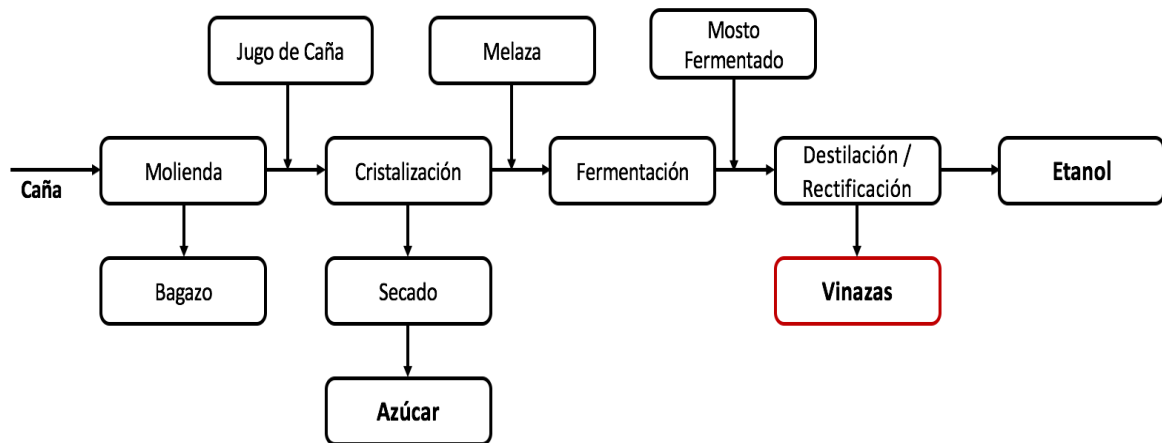 Jugo de Caña
Melaza
Mosto
Fermentado
Caña
Molienda
Cristalización
Fermentación
Destilación /
Rectificación
Etanol
Bagazo
Secado
Vinazas
Azúcar